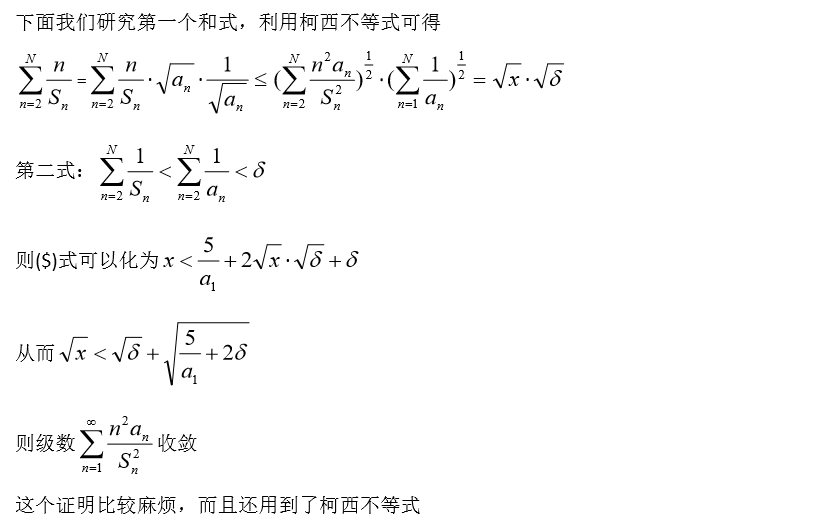 下面我们研究第一个和式，利用柯西不等式可得
$\sum_{n=2}^{N}\frac{n}{S_n}=\sum_{n=2}^{N}\frac{n}{S_n}\cdot\sqrt{a_n}\cdot\frac{1}{\sqrt{a_n}}\leq(\sum_{n=2}^{N}\frac{n^2a_n}{S_n^2})^{\frac{1}{2}}\cdot(\sum_{n=1}^{N}\frac{1}{a_n})^{\frac{1}{2}}=\sqrt{x}\cdot\sqrt{\delta}$
第二式：$\sum_{n=2}^{N}\frac{1}{S_n}<\sum_{n=2}^{N}\frac{1}{a_n}<\delta$
则($)式可以化为$x<\frac{5}{a_1}+2\sqrt{x}\cdot\sqrt{\delta}+\delta$
从而$\sqrt{x}<\sqrt{\delta}+\sqrt{\frac{5}{a_1}+2\delta}$
则级数$\sum_{n=1}^{\infty}\frac{n^2a_n}{S_n^2}$收敛
这个证明比较麻烦，而且还用到了柯西不等式